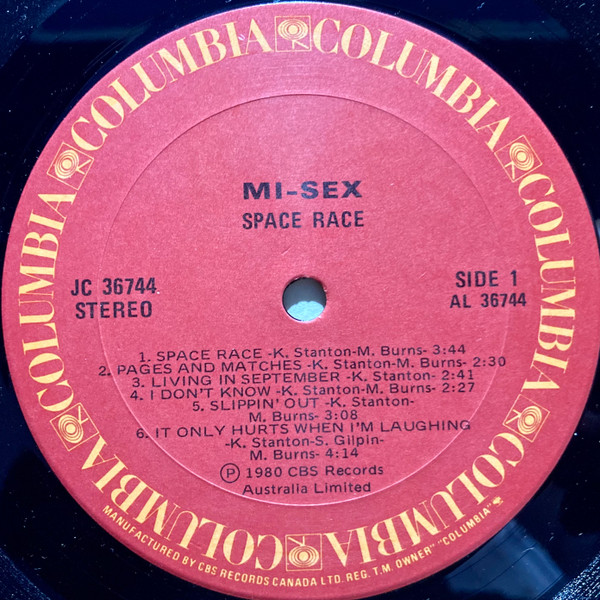 COLUMBIA COLUMBIA COLUMBIA COLUMBIA COLUMBIA COLUMBIA COLUMBIA COLUMBIA
MI-SEX
SPACE RACE
JC 36744
STEREO
SIDE 1
AL 36744
1. SPACE RACE -K. Stanton-M. Burns- 3:44
2. PAGES AND MATCHES -K. Stanton-M. Burns- 2:30
3. LIVING IN SEPTEMBER -K. Stanton- 2:41
4. I DON'T KNOW -K. Stanton-M. Burns- 2:27
5. SLIPPIN' OUT -K. Stanton-
M. Burns- 3:08
6. IT ONLY HURTS WHEN I'M LAUGHING
-K. Stanton-S. Gilpin-
M. Burns- 4:14
Ⓟ 1980 CBS Records
Australia Limited
MANUFACTURED BY CBS RECORDS CANADA LTD. REG. T.M. OWNER "COLUMBIA"